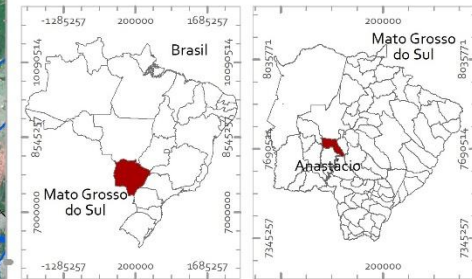 -1285257 200000 1685257
10090514
8545257
7000000
Brasil
Mato Grosso
do Sul
10090514
8545257
7000000
-1285257 200000 1685257
200000
8035771
7690514
7345257
Mato Grosso
do Sul
Anastácio
8035771
7690514
7345257
200000